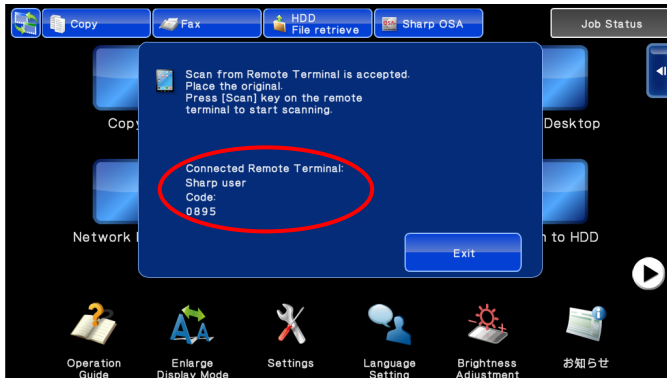 Copy
Fax
HDD
File retrieve
OSA
Sharp OSA
Job Status
Scan from Remote Terminal is accepted.
Place the original.
Press [Scan] key on the remote
terminal to start scanning.
Connected Remote Terminal:
Sharp user
Code:
0895
Exit
Copy
Desktop
Network
to HDD
Operation
Guide
Enlarge
Display Mode
Settings
Language
Setting
Brightness
Adjustment
お知らせ